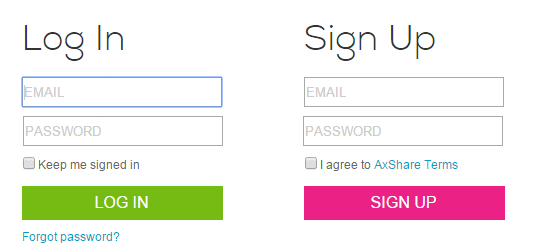 Log In
EMAIL
PASSWORD
Keep me signed in
LOG IN
Forgot password?
Sign Up
EMAIL
PASSWORD
I agree to AxShare Terms
SIGN UP